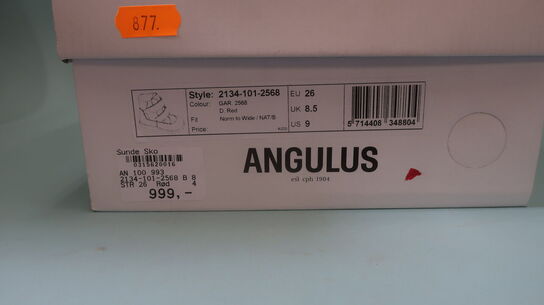 877.
Style: 2134-101-2568
Colour: GAR 2568
D. Red
Fit Norm to Wide / NAT/B
Price:
EU 26
UK 8.5
US 9
5 714408 348804
Sunde Sko
0315620016
AN 100 993
2134-101-2568 B 8
STR 26 Rød 4
999,-
ANGULUS
est cph 1904